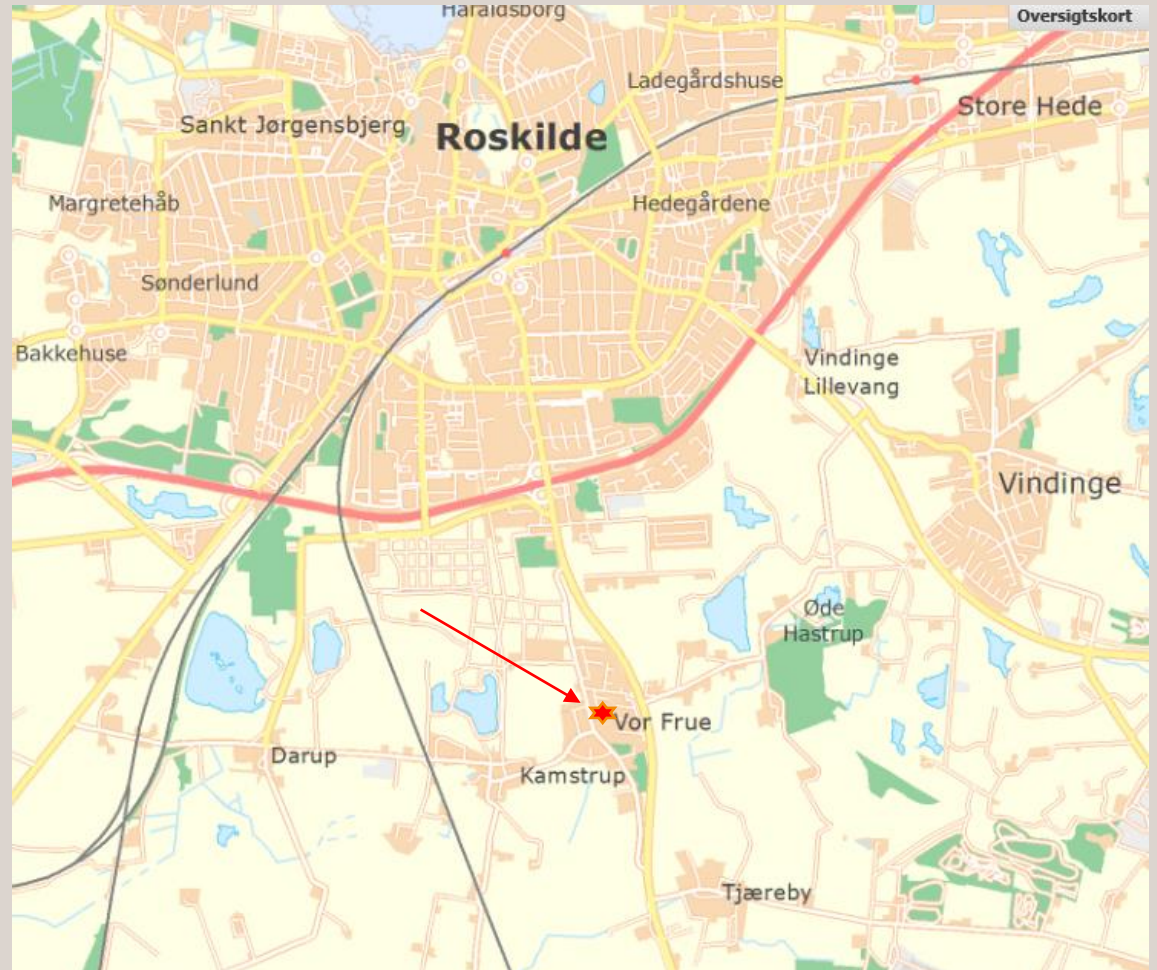 Haraldsborg
Oversigtskort
Ladegårdshuse
Store Hede
Sankt Jørgensbjerg
Roskilde
Margretehåb
Hedegårdene
Sønderlund
Bakkehuse
Vindinge
Lillevang
Vindinge
Øde
Hastrup
Vor Frue
Darup
Kamstrup
Tjæreby